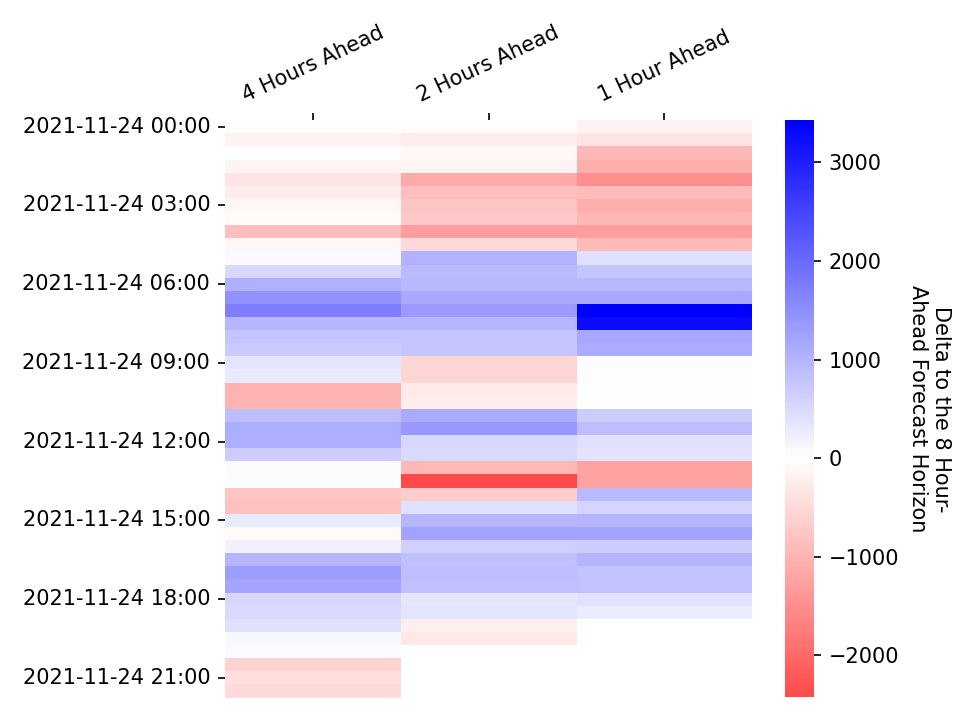 4 Hours Ahead
2 Hours Ahead
1 Hour Ahead
2021-11-24 00:00
2021-11-24 03:00
2021-11-24 06:00
2021-11-24 09:00
2021-11-24 12:00
2021-11-24 15:00
2021-11-24 18:00
2021-11-24 21:00
3000
2000
1000
0
−1000
−2000
Delta to the 8 Hour-
Ahead Forecast Horizon